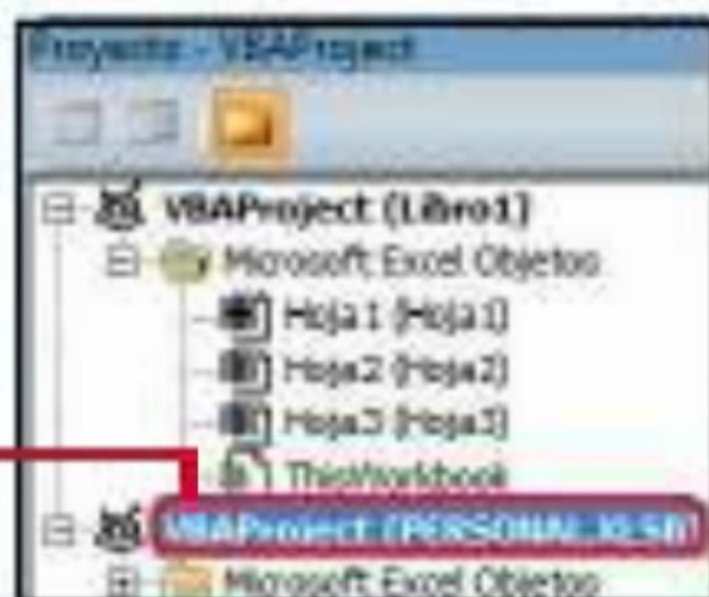 Proyecto - VBAProject
VBAProject (Libro1)
Microsoft Excel Objetos
Hoja1 (Hoja1)
Hoja2 (Hoja2)
Hoja3 (Hoja3)
ThisWorkbook
VBAProject (PERSONAL.XLSB)
Microsoft Excel Objetos